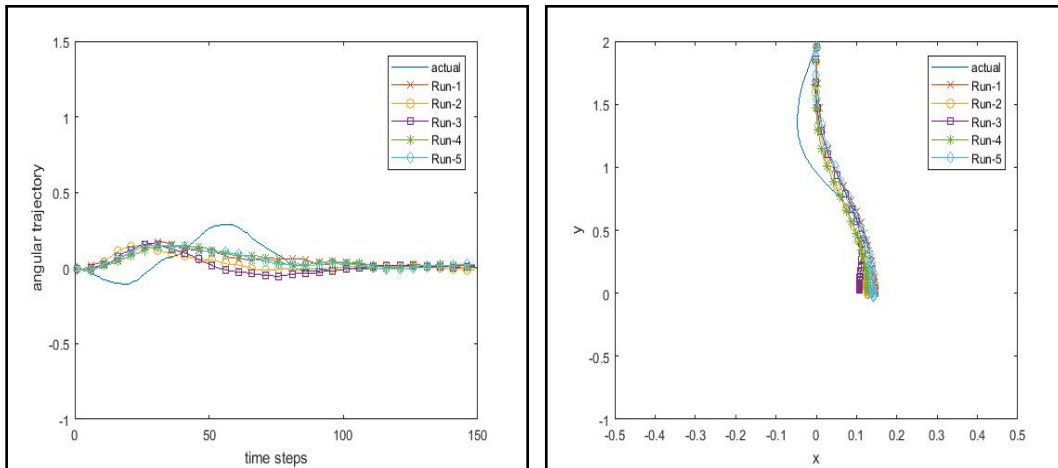 1.5
1
0.5
0
-0.5
-1
angular trajectory
0
50
100
150
time steps
actual
Run-1
Run-2
Run-3
Run-4
Run-5
2
1.5
1
0.5
0
-0.5
-1
y
-0.5
-0.4
-0.3
-0.2
-0.1
0
0.1
0.2
0.3
0.4
0.5
x
actual
Run-1
Run-2
Run-3
Run-4
Run-5